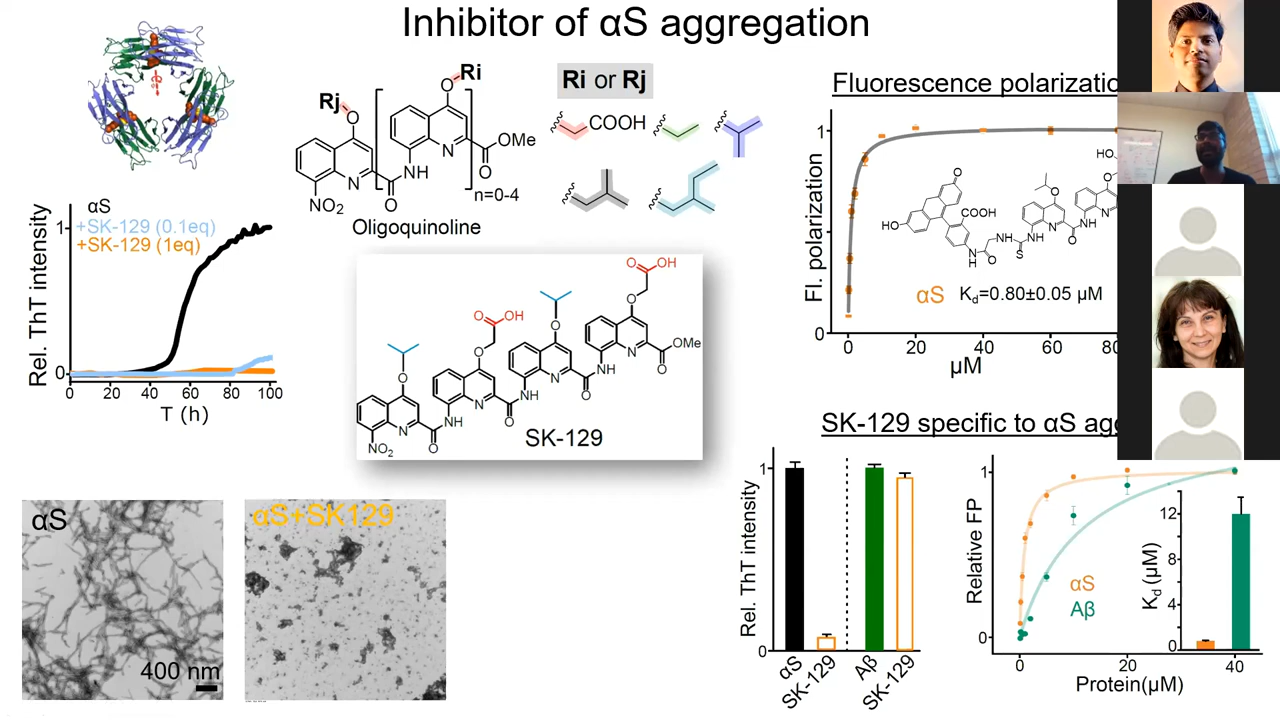 Inhibitor of αS aggregation
αS
+SK-129 (0.1eq)
+SK-129 (1eq)
Rel. ThT intensity
1
0
0 20 40 60 80 100
T (h)
Ri
Rj
O
O
N
N
O
NH
O
OMe
NO2
n=0-4
Oligoquinoline
Ri or Rj
COOH
O
OH
O
OH
O
O
O
O
N
N
N
N
NO2
O
NH
O
NH
O
NH
O
OMe
SK-129
Fluorescence polarizatio
Fl. polarization
1
0
0 20 40 60 80
μM
O
HO
O
COOH
N
H
O
NH
S
NH
O
N
O
NH
HO
O
N
αS Kd=0.80±0.05 μM
SK-129 specific to αS agg
Rel. ThT intensity
1
0
αS
SK-129
Aβ
SK-129
Relative FP
1
0
0 20 40
Protein(μM)
αS
Aβ
Kd (μM)
12
8
4
0
αS
400 nm
αS+SK129